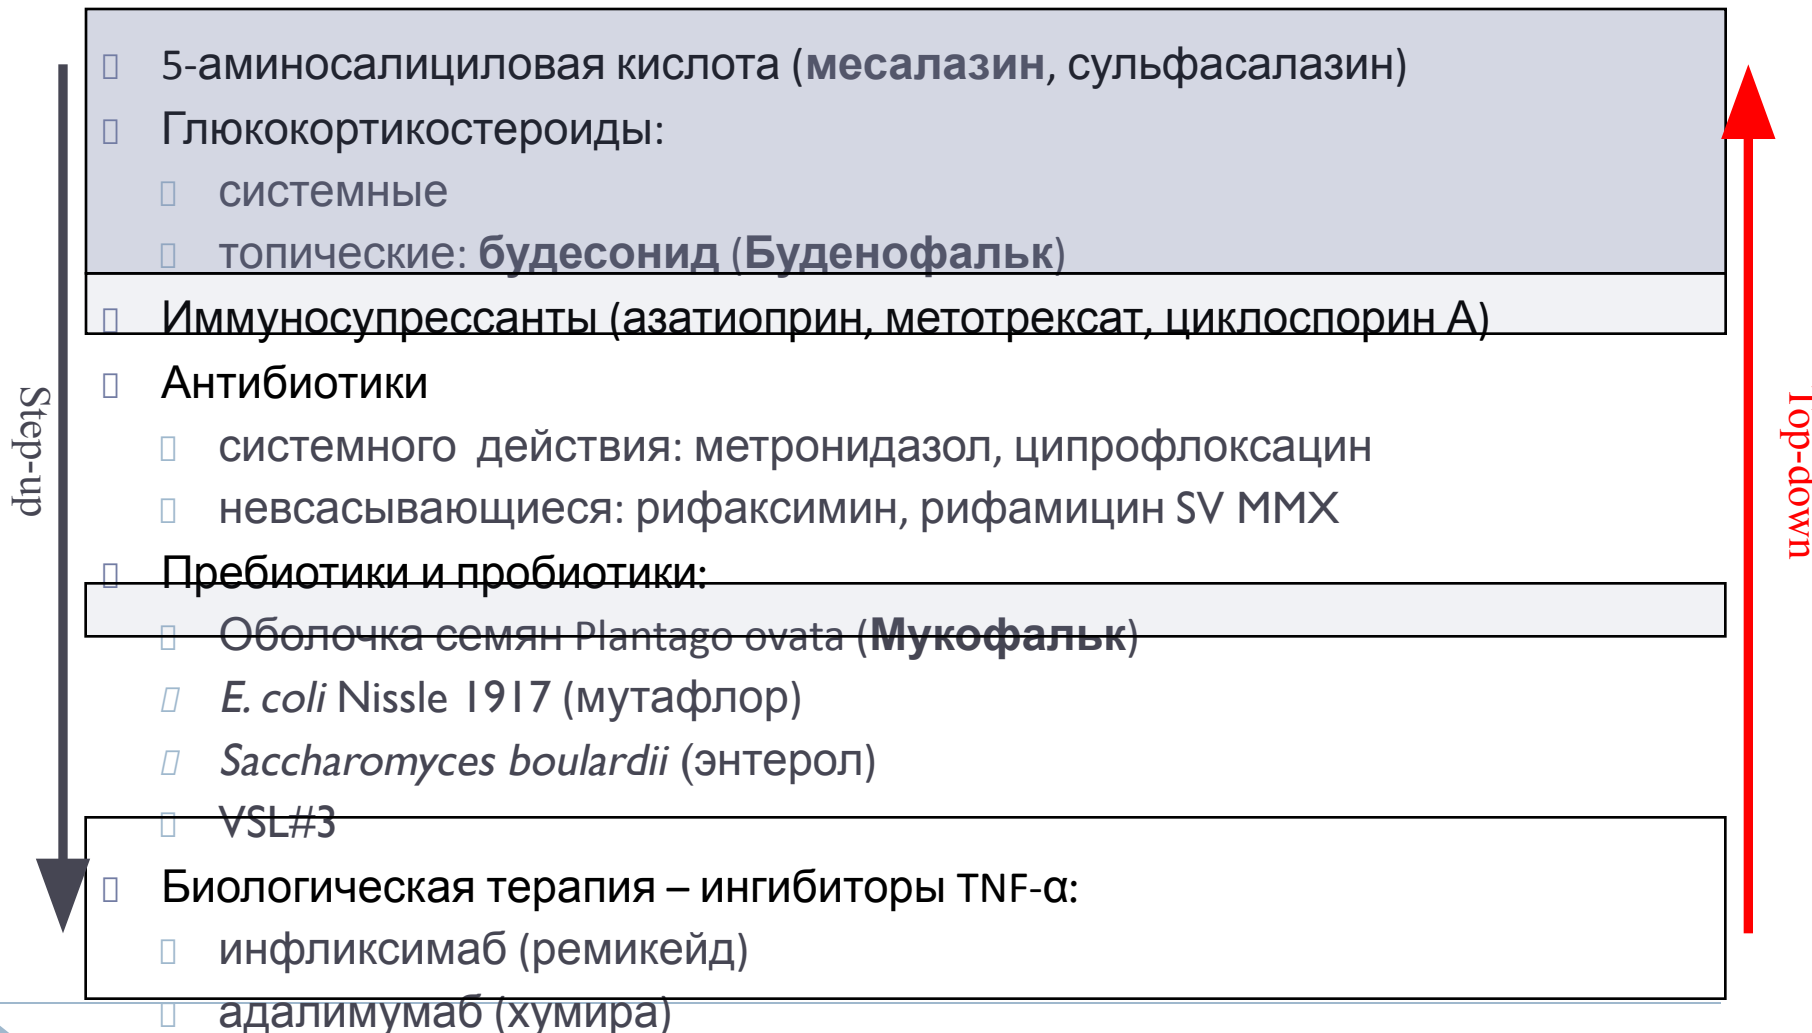 5-аминосалициловая кислота (месалазин, сульфасалазин)
Глюкокортикостероиды:
системные
топические: будесонид (Буденофальк)
Иммуносупрессанты (азатиоприн, метотрексат, циклоспорин А)
Антибиотики
системного действия: метронидазол, ципрофлоксацин
невсасывающиеся: рифаксимин, рифамицин SV MMX
Пребиотики и пробиотики:
Оболочка семян Plantago ovata (Мукофальк)
E. coli Nissle 1917 (мутафлор)
Saccharomyces boulardii (энтерол)
VSL#3
Биологическая терапия – ингибиторы TNF-α:
инфликсимаб (ремикейд)
адалимумаб (хумира)
Step-up
Top-down